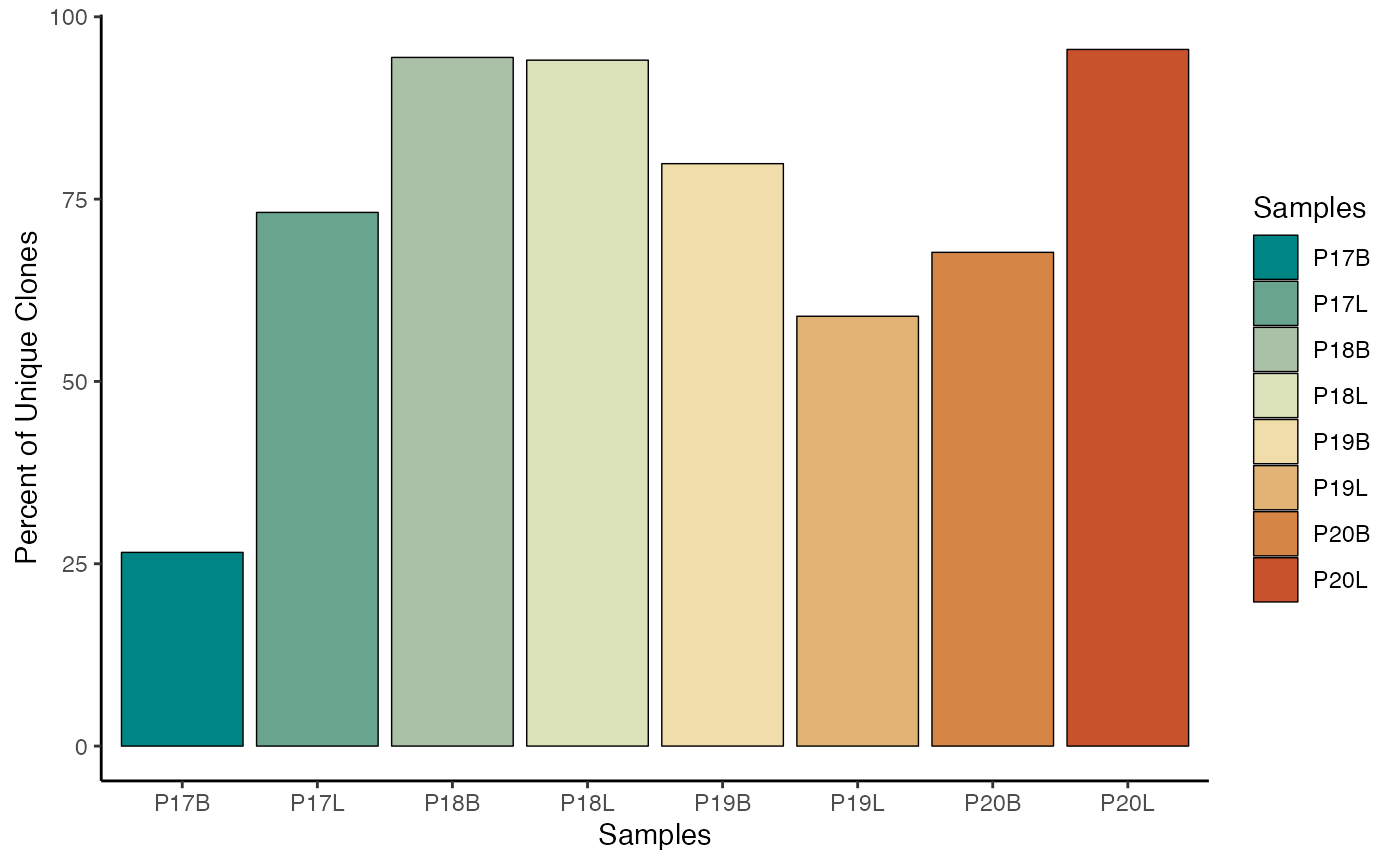 Percent of Unique Clones
100
75
50
25
0
P17B P17L P18B P18L P19B P19L P20B P20L
Samples
Samples
P17B
P17L
P18B
P18L
P19B
P19L
P20B
P20L